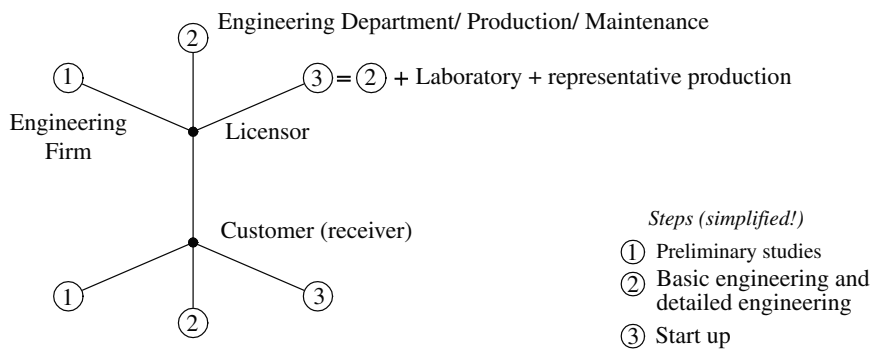 ② Engineering Department/ Production/ Maintenance
① ③ = ② + Laboratory + representative production
Engineering
Firm
Licensor
Customer (receiver)
① ② ③
Steps (simplified!)
① Preliminary studies
② Basic engineering and
detailed engineering
③ Start up